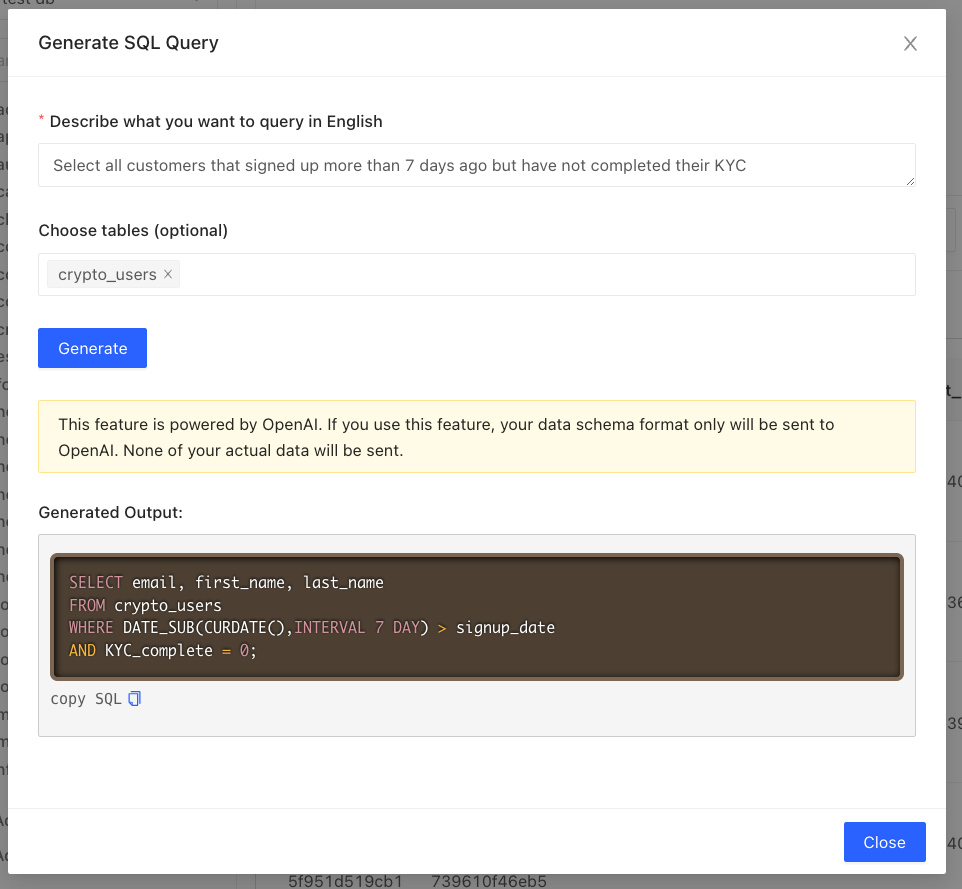 Generate SQL Query
* Describe what you want to query in English
Select all customers that signed up more than 7 days ago but have not completed their KYC
Choose tables (optional)
crypto_users
Generate
This feature is powered by OpenAI. If you use this feature, your data schema format only will be sent to
OpenAI. None of your actual data will be sent.
Generated Output:
SELECT email, first_name, last_name
FROM crypto_users
WHERE DATE_SUB(CURDATE(),INTERVAL 7 DAY) > signup_date
AND KYC_complete = 0;
copy SQL
Close
5f951d519cb1 739610f46eb5